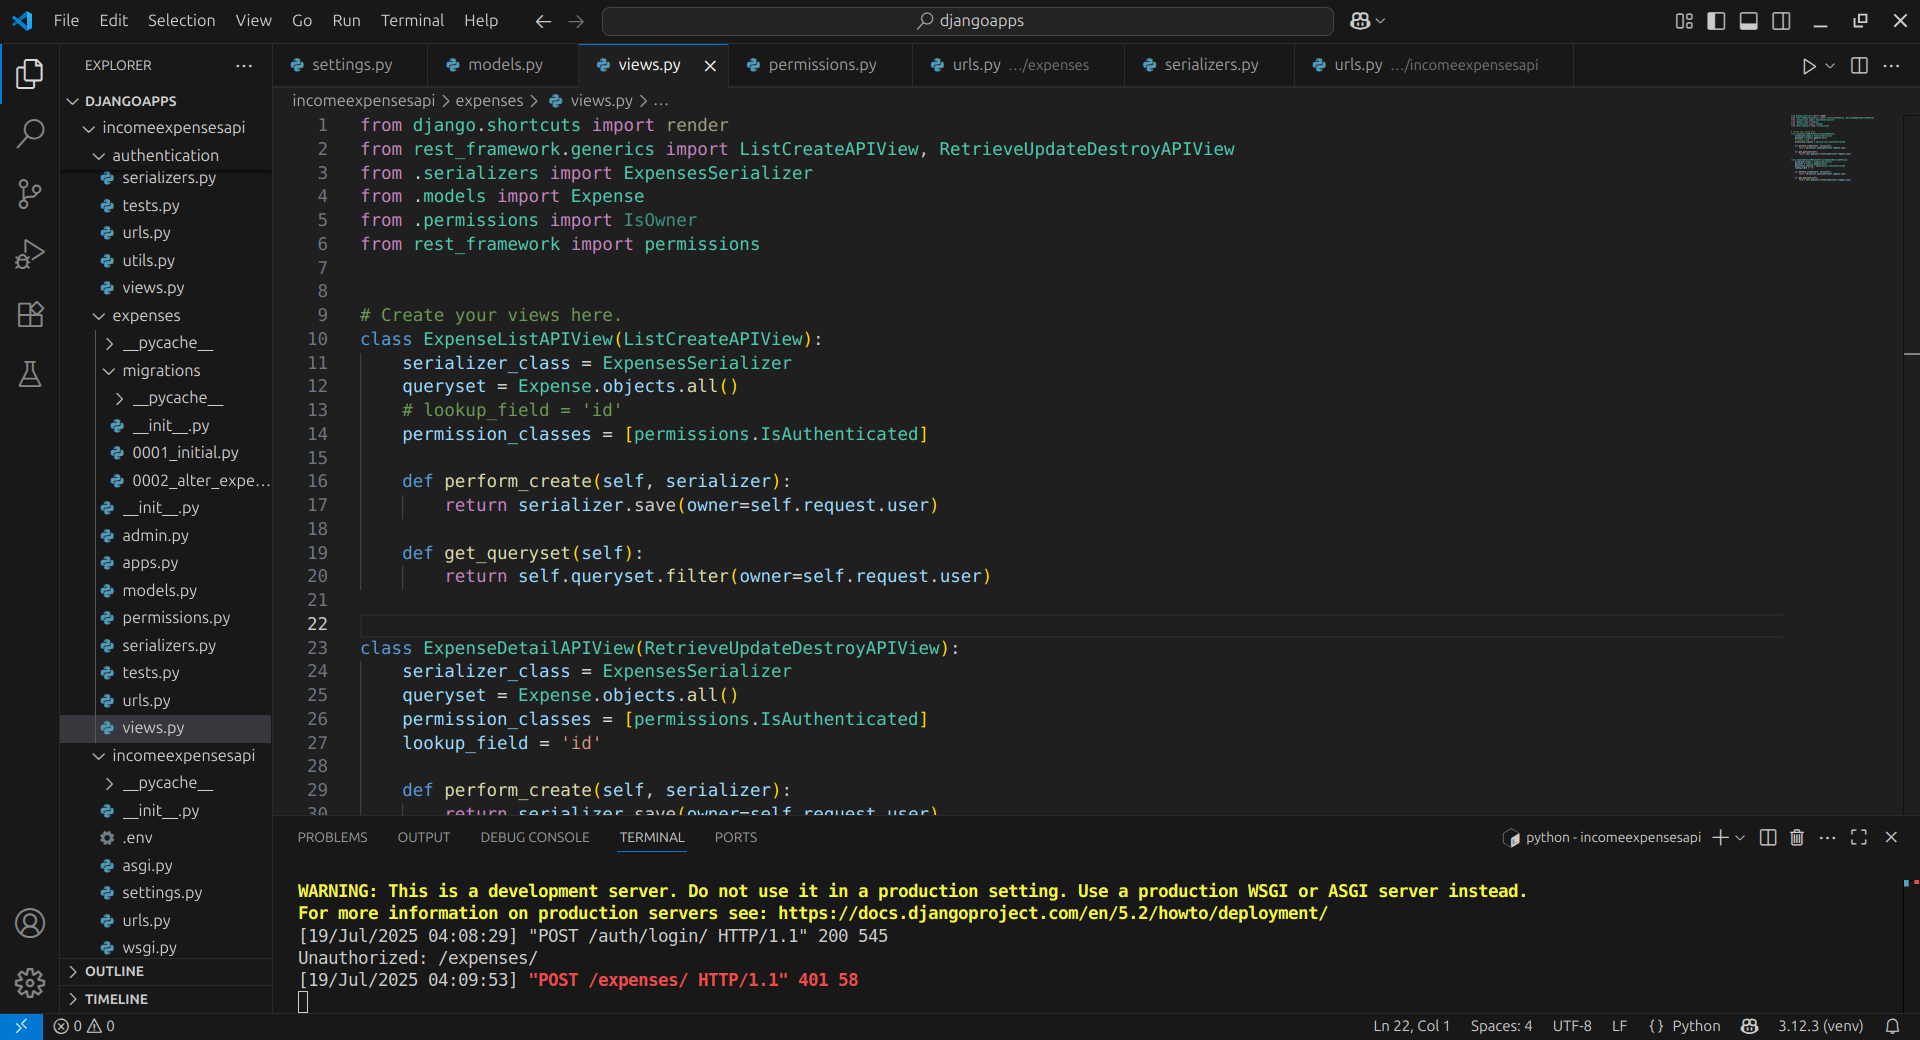 File Edit Selection View Go Run Terminal Help
djangoapps
EXPLORER
DJANGOAPPS
incomeexpensesapi
authentication
serializers.py
tests.py
urls.py
utils.py
views.py
expenses
__pycache__
migrations
__pycache__
__init__.py
0001_initial.py
0002_alter_expe...
__init__.py
admin.py
apps.py
models.py
permissions.py
serializers.py
tests.py
urls.py
views.py
incomeexpensesapi
__pycache__
__init__.py
.env
asgi.py
settings.py
urls.py
wsgi.py
OUTLINE
TIMELINE
settings.py models.py views.py permissions.py urls.py .../expenses serializers.py urls.py .../incomeexpensesapi
incomeexpensesapi > expenses > views.py > ...
1 from django.shortcuts import render
2 from rest_framework.generics import ListCreateAPIView, RetrieveUpdateDestroyAPIView
3 from .serializers import ExpensesSerializer
4 from .models import Expense
5 from .permissions import IsOwner
6 from rest_framework import permissions
7
8
9 # Create your views here.
10 class ExpenseListAPIView(ListCreateAPIView):
11     serializer_class = ExpensesSerializer
12     queryset = Expense.objects.all()
13     # lookup_field = 'id'
14     permission_classes = [permissions.IsAuthenticated]
15
16     def perform_create(self, serializer):
17         return serializer.save(owner=self.request.user)
18
19     def get_queryset(self):
20         return self.queryset.filter(owner=self.request.user)
21
22
23 class ExpenseDetailAPIView(RetrieveUpdateDestroyAPIView):
24     serializer_class = ExpensesSerializer
25     queryset = Expense.objects.all()
26     permission_classes = [permissions.IsAuthenticated]
27     lookup_field = 'id'
28
29     def perform_create(self, serializer):
30         return serializer.save(owner=self.request.user)
PROBLEMS OUTPUT DEBUG CONSOLE TERMINAL PORTS
python - incomeexpensesapi
WARNING: This is a development server. Do not use it in a production setting. Use a production WSGI or ASGI server instead.
For more information on production servers see: https://docs.djangoproject.com/en/5.2/howto/deployment/
[19/Jul/2025 04:08:29] "POST /auth/login/ HTTP/1.1" 200 545
Unauthorized: /expenses/
[19/Jul/2025 04:09:53] "POST /expenses/ HTTP/1.1" 401 58
0 0
Ln 22, Col 1 Spaces: 4 UTF-8 LF {} Python 3.12.3 (venv)